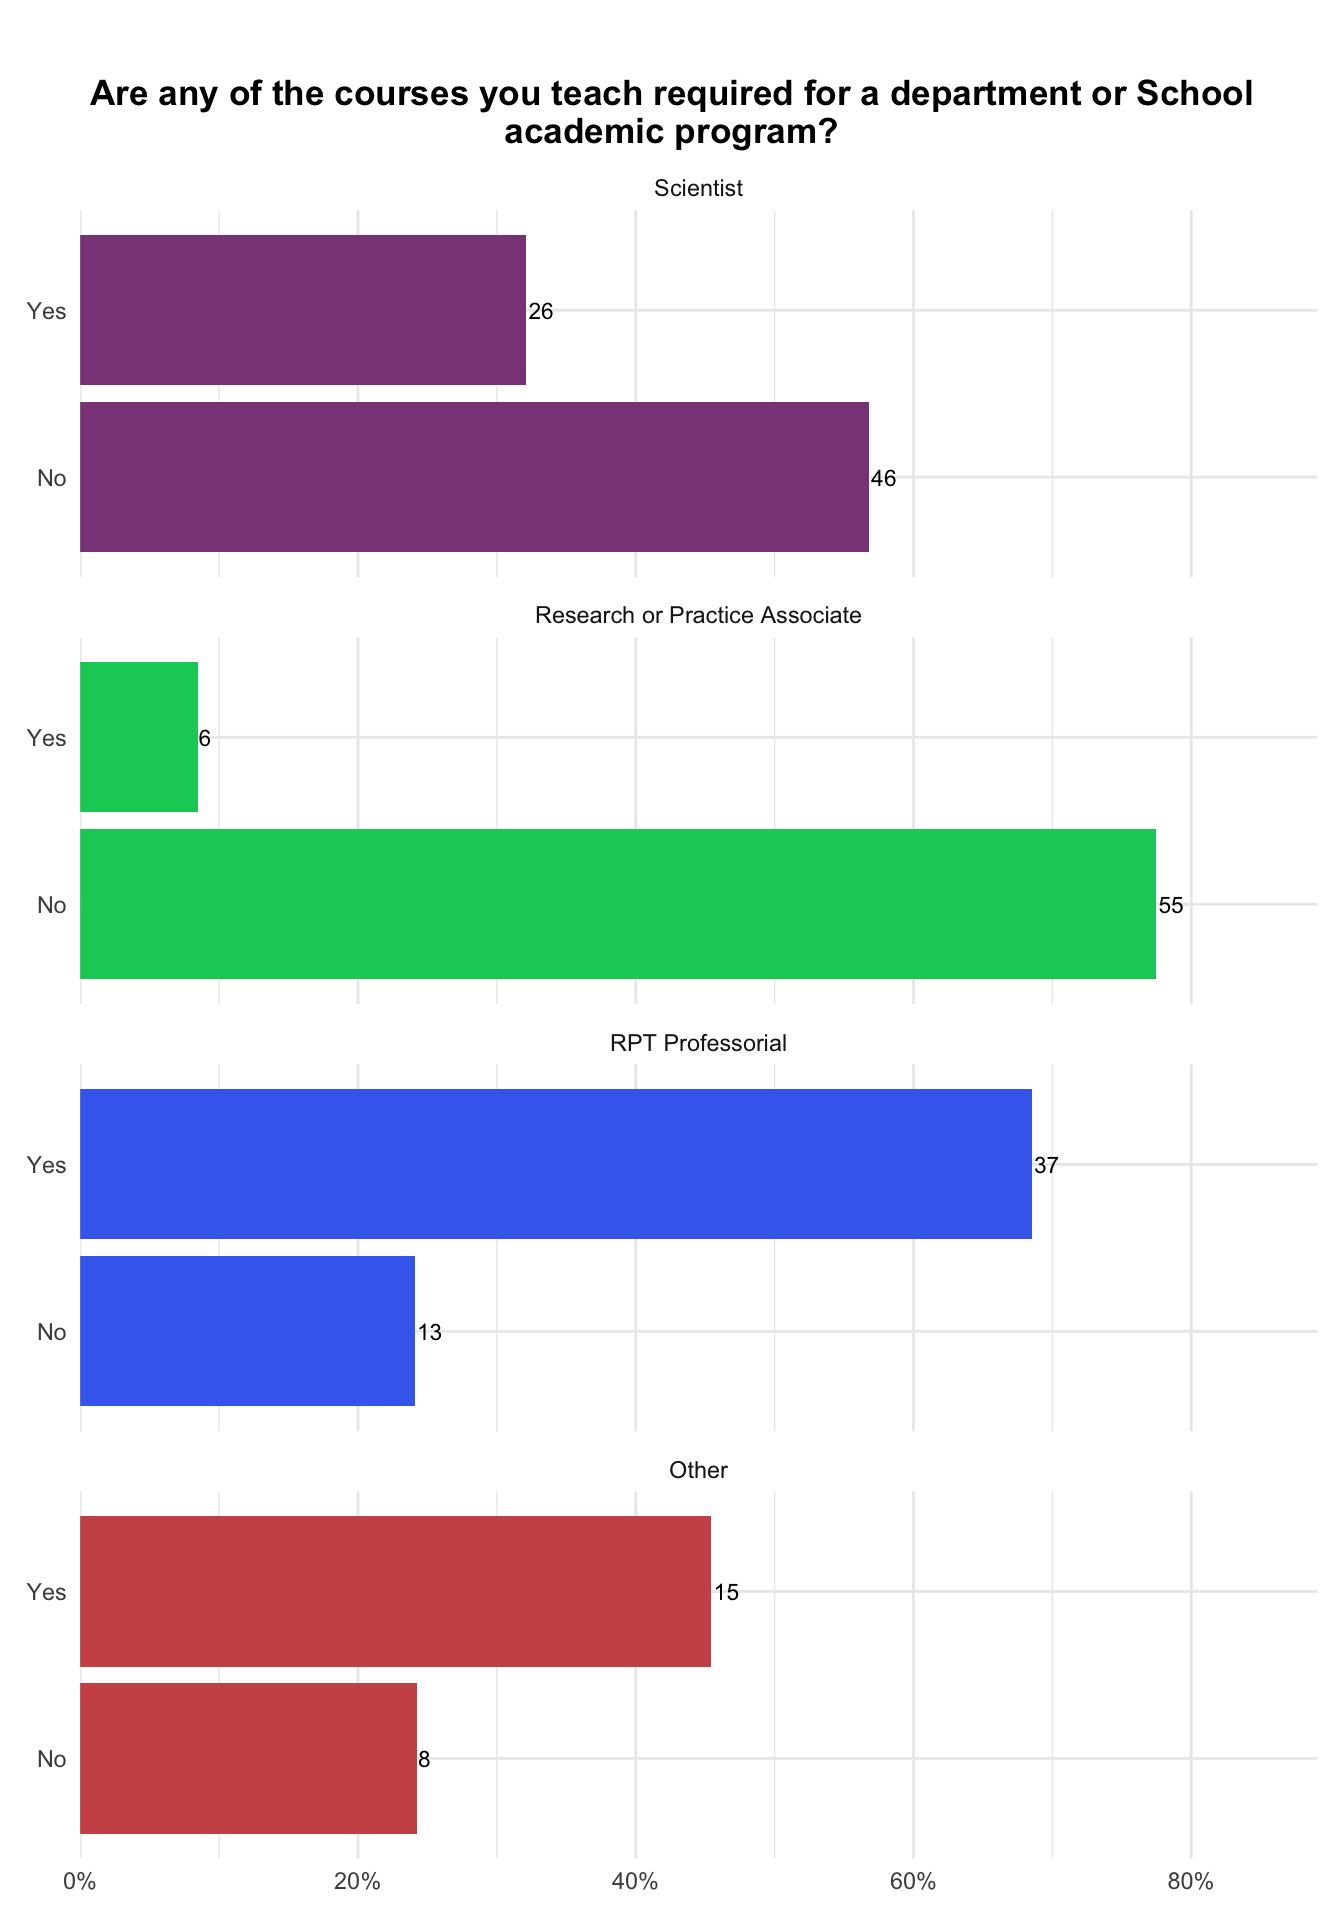 Are any of the courses you teach required for a department or School
academic program?
Scientist
Yes
26
No
46
Research or Practice Associate
Yes
6
No
55
RPT Professorial
Yes
37
No
13
Other
Yes
15
No
8
0%
20%
40%
60%
80%